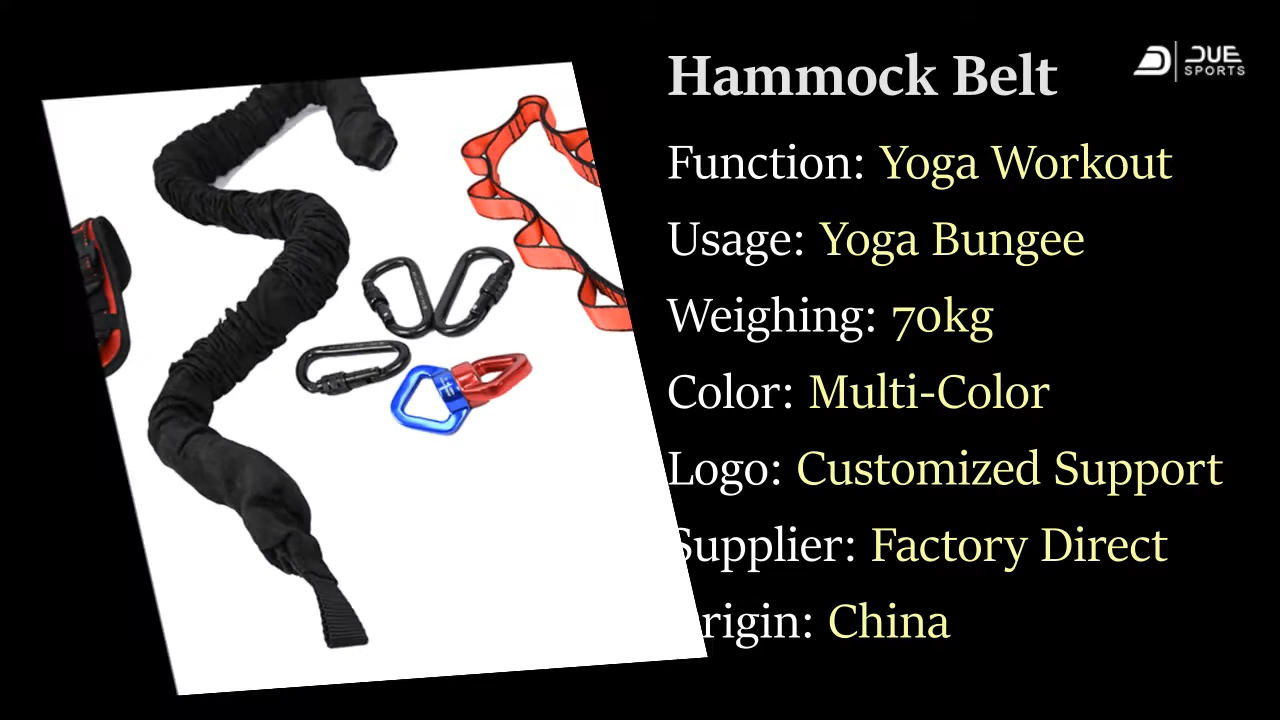 Hammock Belt
DUE
SPORTS
Function: Yoga Workout
Usage: Yoga Bungee
Weighing: 70kg
Color: Multi-Color
Logo: Customized Support
Supplier: Factory Direct
rigin: China